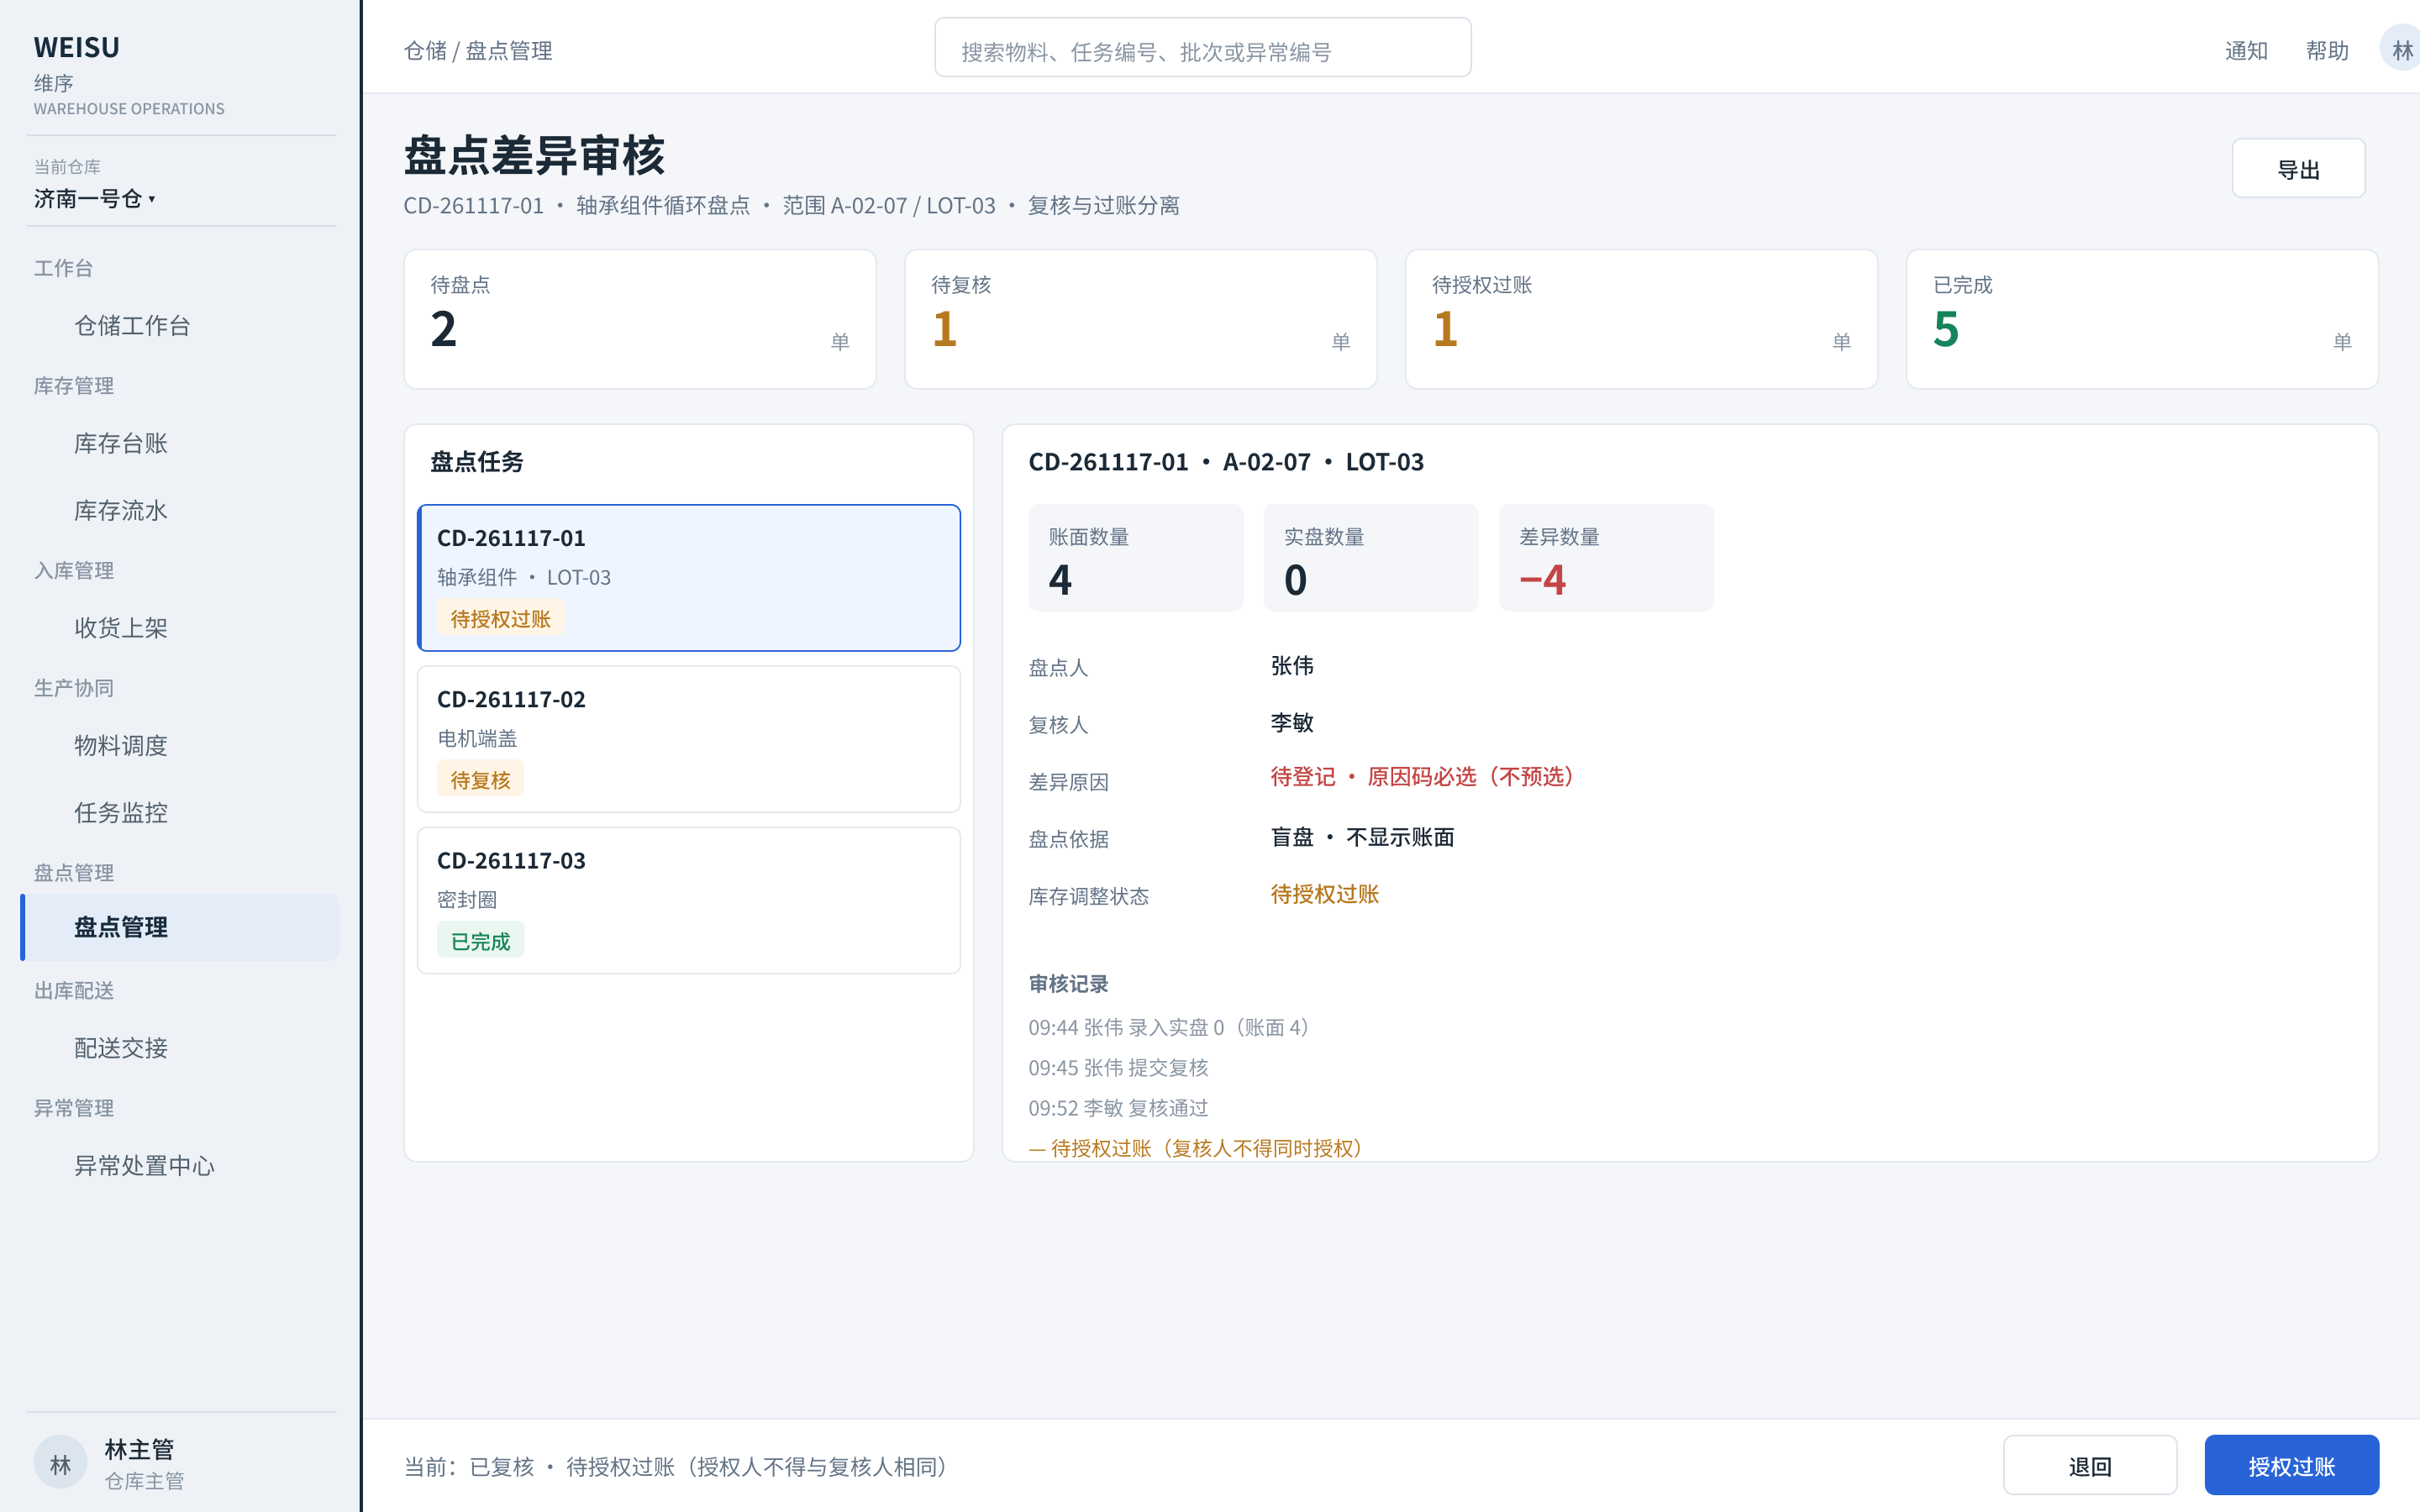 WEISU
维序
WAREHOUSE OPERATIONS
当前仓库
济南一号仓 ▾
工作台
仓储工作台
库存管理
库存台账
库存流水
入库管理
收货上架
生产协同
物料调度
任务监控
盘点管理
盘点管理
出库配送
配送交接
异常管理
异常处置中心
林
林主管
仓库主管
仓储 / 盘点管理
搜索物料、任务编号、批次或异常编号
通知
帮助
林
盘点差异审核
CD-261117-01 · 轴承组件循环盘点 · 范围 A-02-07 / LOT-03 · 复核与过账分离
导出
待盘点
2
单
待复核
1
单
待授权过账
1
单
已完成
5
单
盘点任务
CD-261117-01
轴承组件 · LOT-03
待授权过账
CD-261117-02
电机端盖
待复核
CD-261117-03
密封圈
已完成
CD-261117-01 · A-02-07 · LOT-03
账面数量
4
实盘数量
0
差异数量
−4
盘点人
张伟
复核人
李敏
差异原因
待登记 · 原因码必选（不预选）
盘点依据
盲盘 · 不显示账面
库存调整状态
待授权过账
审核记录
09:44 张伟 录入实盘 0（账面 4）
09:45 张伟 提交复核
09:52 李敏 复核通过
— 待授权过账（复核人不得同时授权）
当前：已复核 · 待授权过账（授权人不得与复核人相同）
退回
授权过账